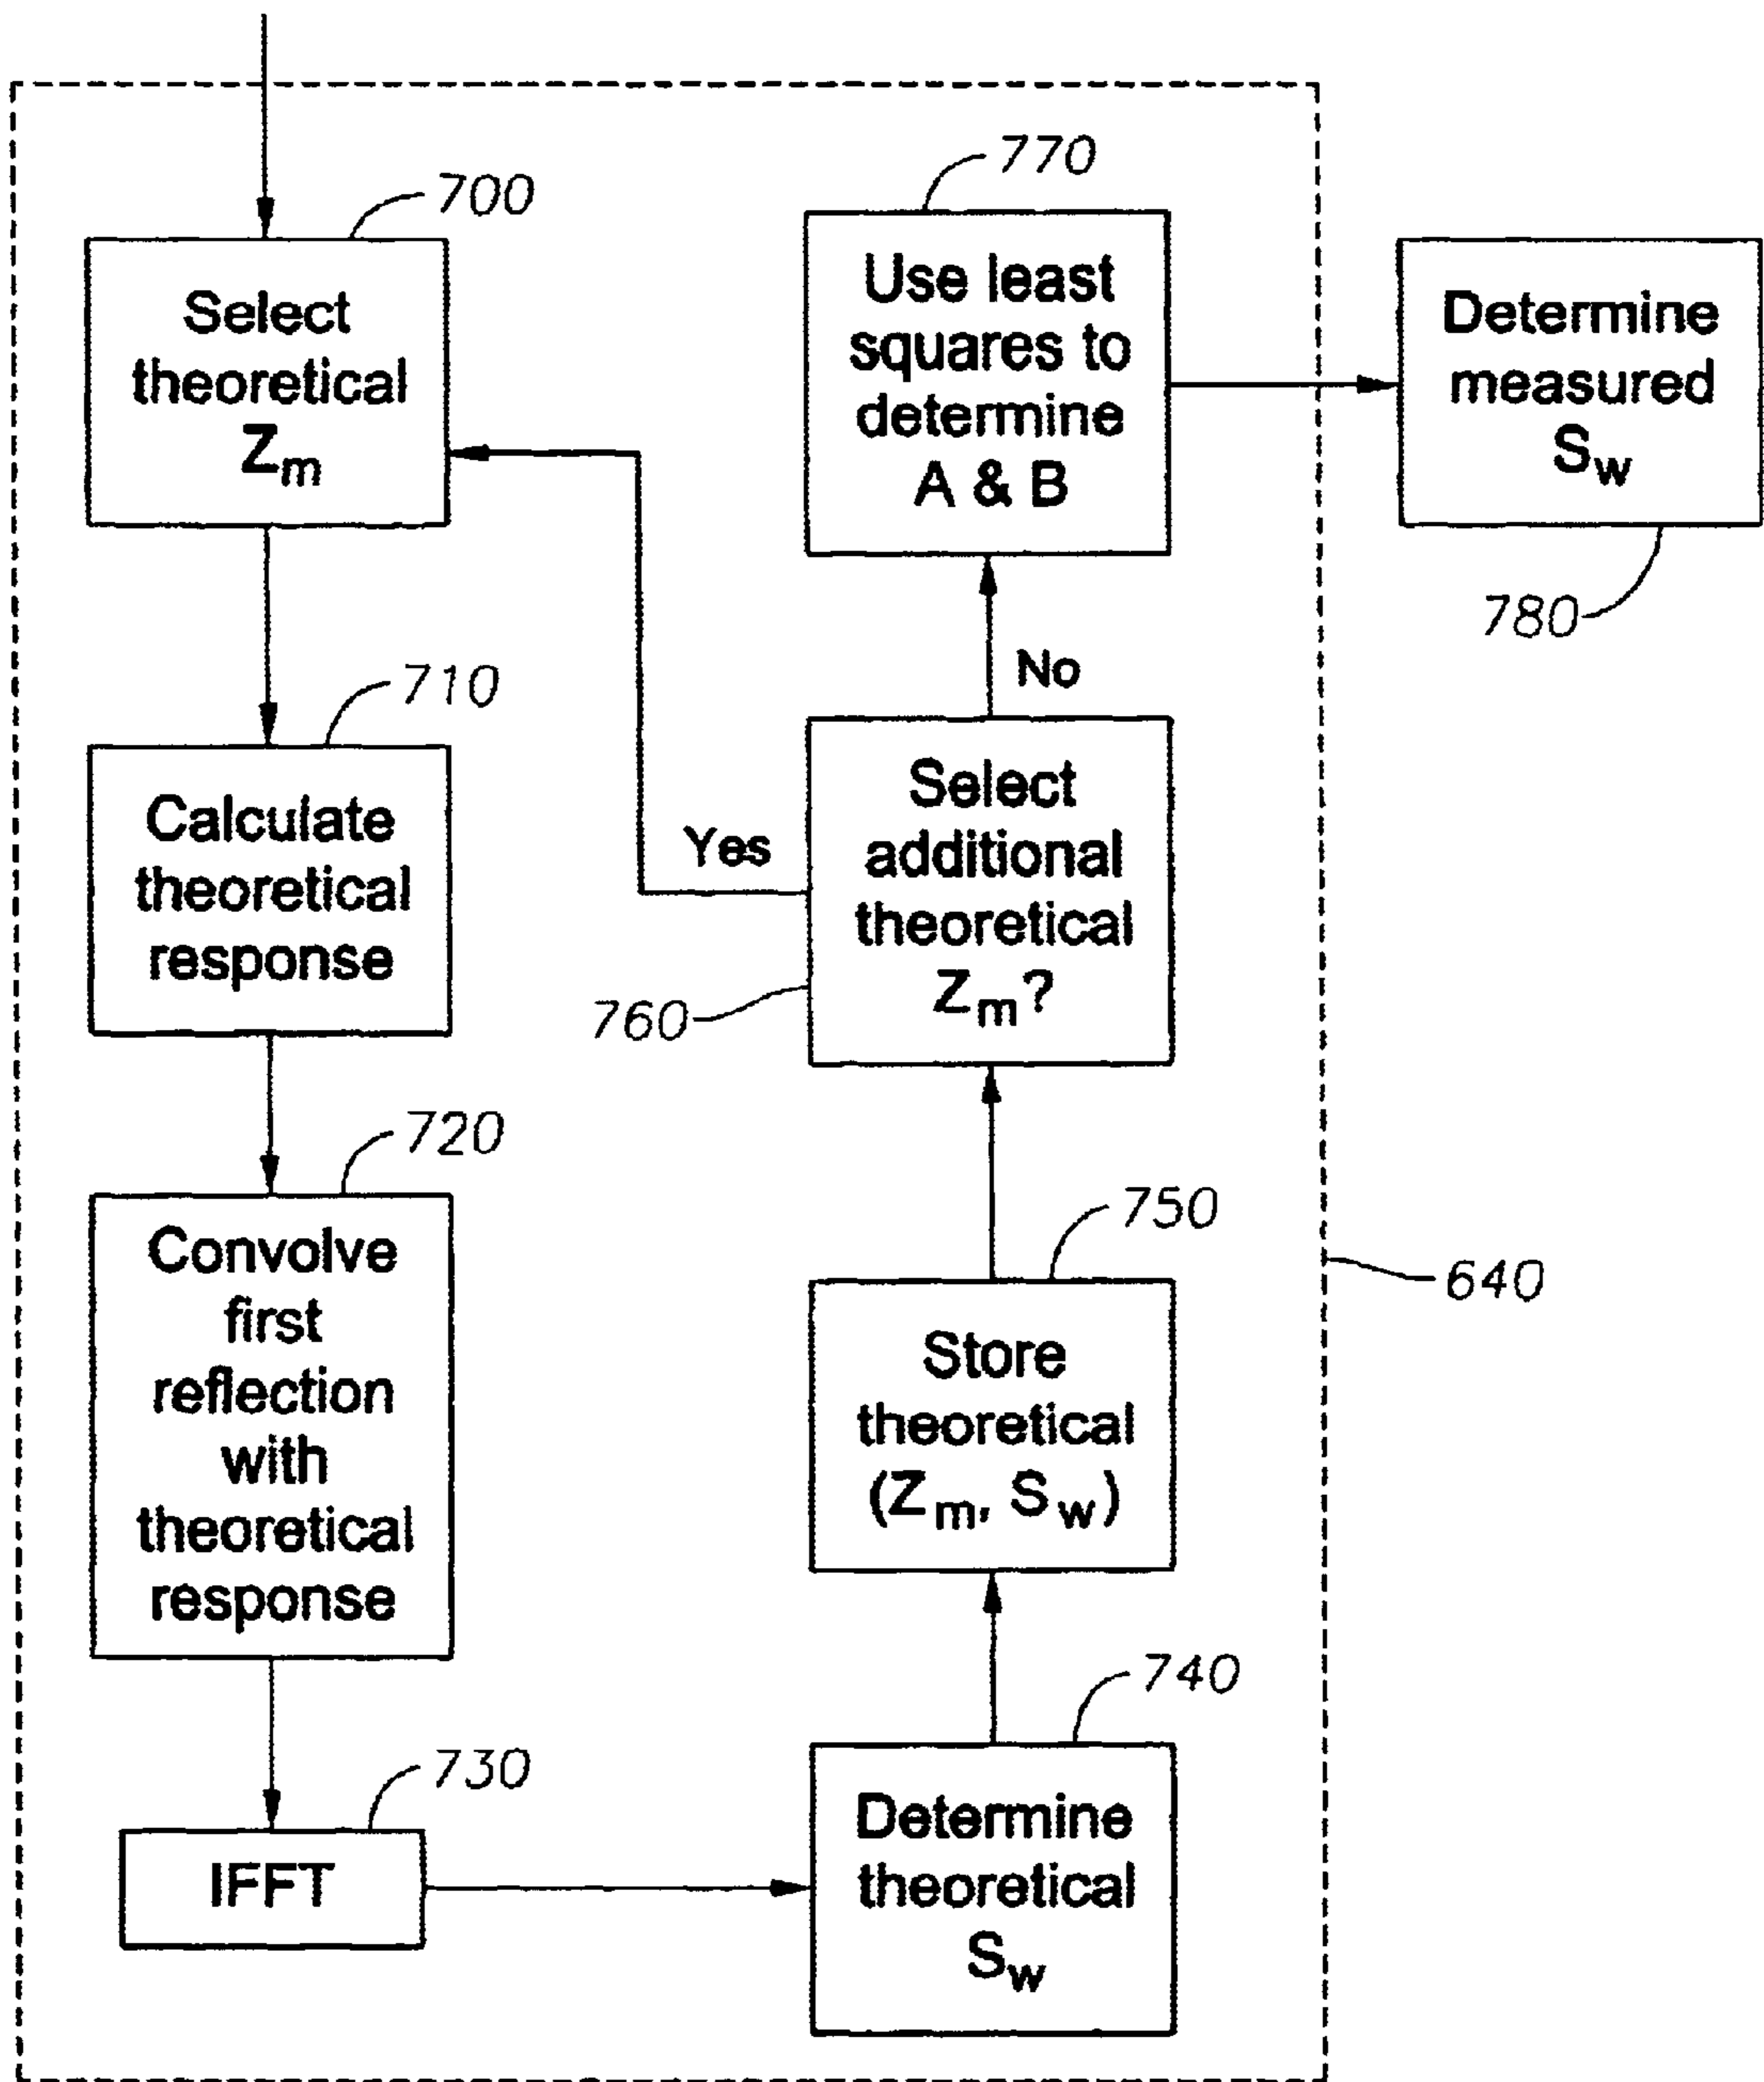 700
Select
theoretical
Zm
710
Calculate
theoretical
response
720
Convolve
first
reflection
with
theoretical
response
730
IFFT
740
Determine
theoretical
Sw
750
Store
theoretical
(Zm, Sw)
760
Select
additional
theoretical
Zm?
Yes
No
770
Use least
squares to
determine
A & B
Determine
measured
Sw
780
640